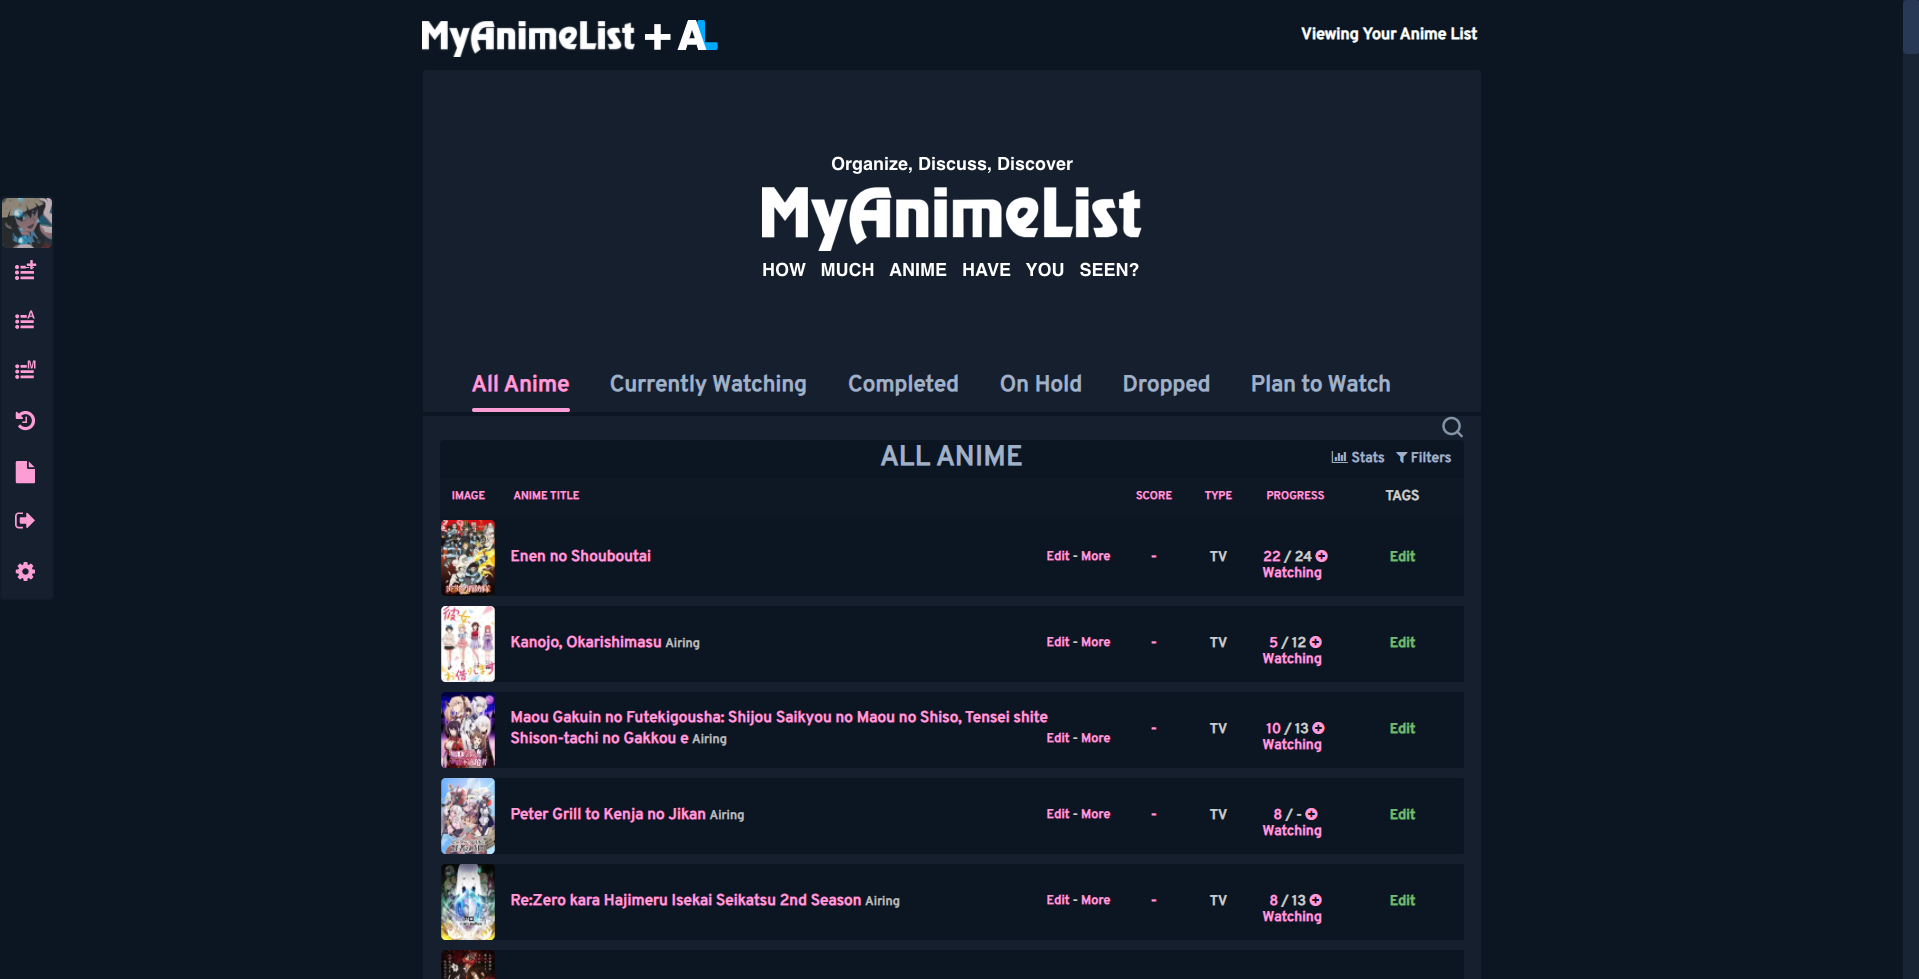 MyAnimeList + AL
Viewing Your Anime List
Organize, Discuss, Discover
MyAnimeList
HOW MUCH ANIME HAVE YOU SEEN?
All Anime Currently Watching Completed On Hold Dropped Plan to Watch
ALL ANIME
Stats Filters
IMAGE ANIME TITLE SCORE TYPE PROGRESS TAGS
Enen no Shouboutai Edit - More - TV 22 / 24 Edit
Watching
Kanojo, Okarishimasu Airing Edit - More - TV 5 / 12 Edit
Watching
Maou Gakuin no Futekigousha: Shijou Saikyou no Maou no Shiso, Tensei shite
Shison-tachi no Gakkou e Airing Edit - More - TV 10 / 13 Edit
Watching
Peter Grill to Kenja no Jikan Airing Edit - More - TV 8 / - Edit
Watching
Re:Zero kara Hajimeru Isekai Seikatsu 2nd Season Airing Edit - More - TV 8 / 13 Edit
Watching